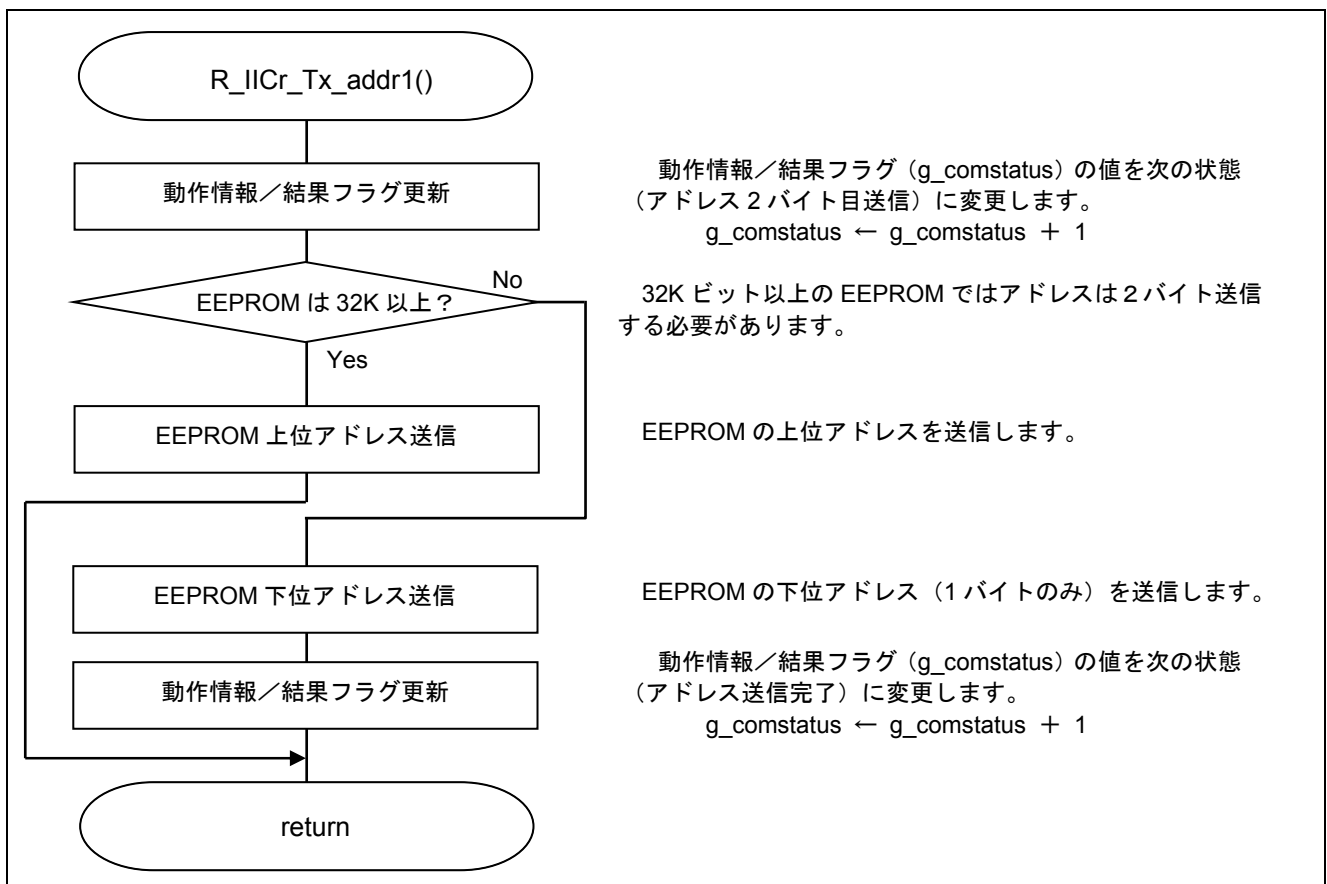 R_IICr_Tx_addr1()
動作情報／結果フラグ更新
動作情報／結果フラグ（g_comstatus）の値を次の状態
（アドレス 2 バイト目送信）に変更します。
g_comstatus ← g_comstatus ＋ 1
EEPROM は 32K 以上？
No
Yes
32K ビット以上の EEPROM ではアドレスは２バイト送信
する必要があります。
EEPROM 上位アドレス送信
EEPROM の上位アドレスを送信します。
EEPROM 下位アドレス送信
EEPROM の下位アドレス（1 バイトのみ）を送信します。
動作情報／結果フラグ更新
動作情報／結果フラグ（g_comstatus）の値を次の状態
（アドレス送信完了）に変更します。
g_comstatus ← g_comstatus ＋ 1
return